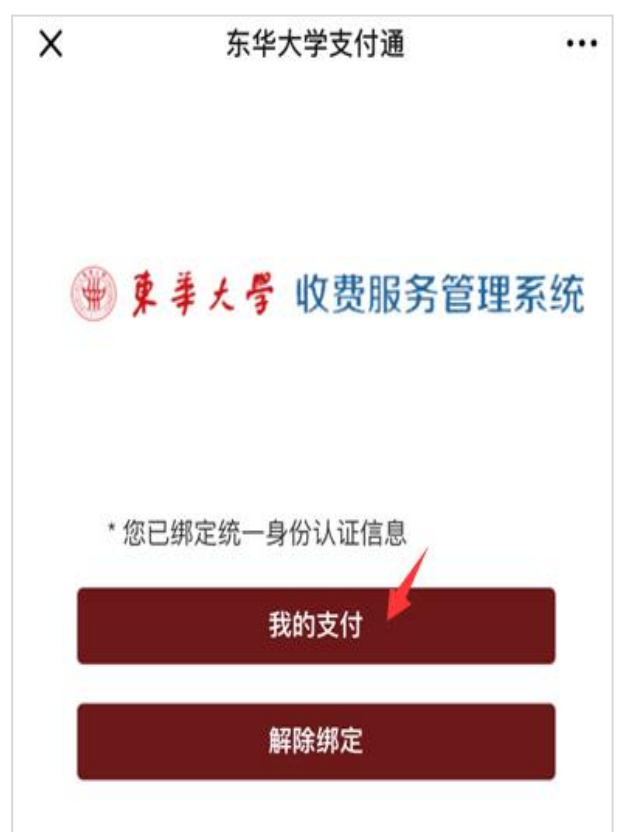 东华大学支付通
東華大學 收费服务管理系统
* 您已绑定统一身份认证信息
我的支付
解除绑定